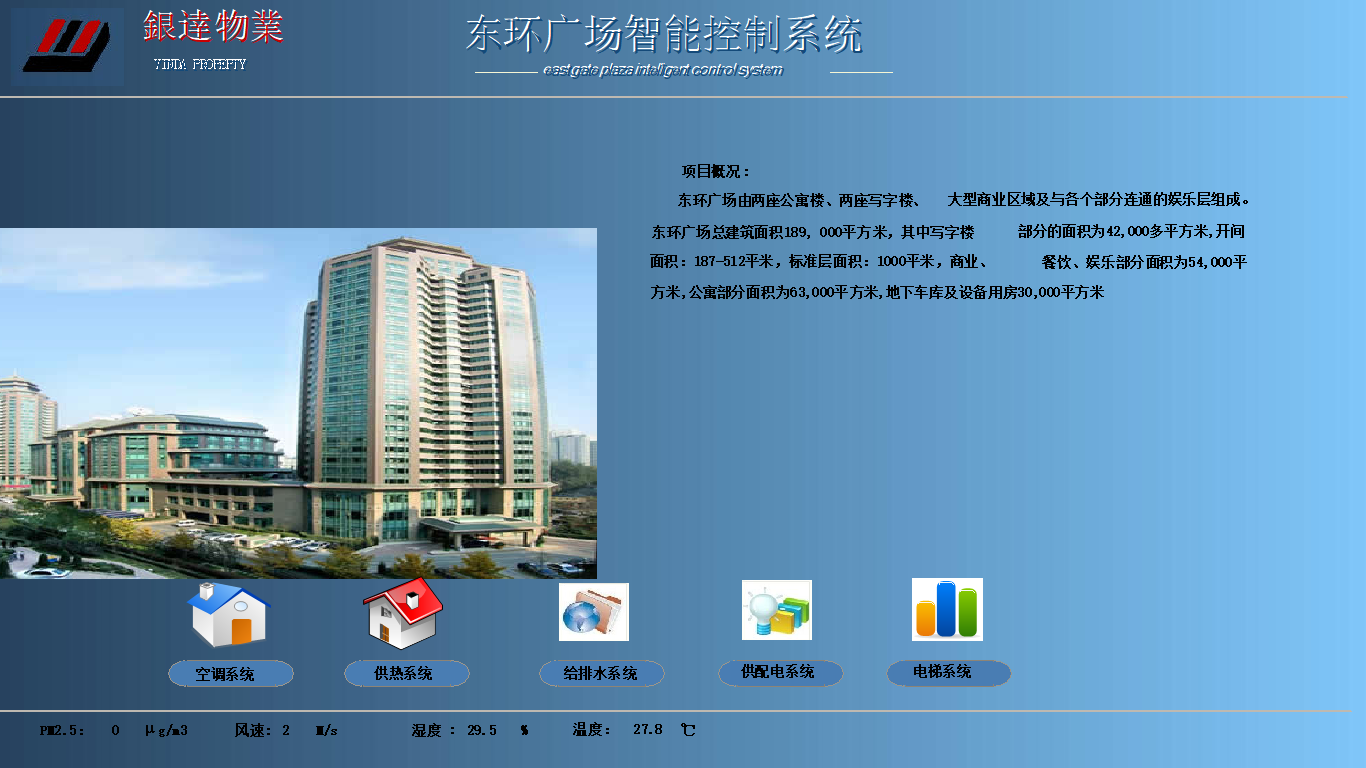 銀達物業
YINDA PROPERTY
东环广场智能控制系统
east gate plaza intelligent control system
项目概况：
东环广场由两座公寓楼、两座写字楼、 大型商业区域及与各个部分连通的娱乐层组成。
东环广场总建筑面积189, 000平方米，其中写字楼 部分的面积为42,000多平方米,开间
面积：187-512平米，标准层面积：1000平米，商业、 餐饮、娱乐部分面积为54,000平
方米,公寓部分面积为63,000平方米,地下车库及设备用房30,000平方米
空调系统 供热系统 给排水系统 供配电系统 电梯系统
PM2.5： 0 μg/m3 风速：2 M/s 湿度：29.5 % 温度： 27.8 ℃